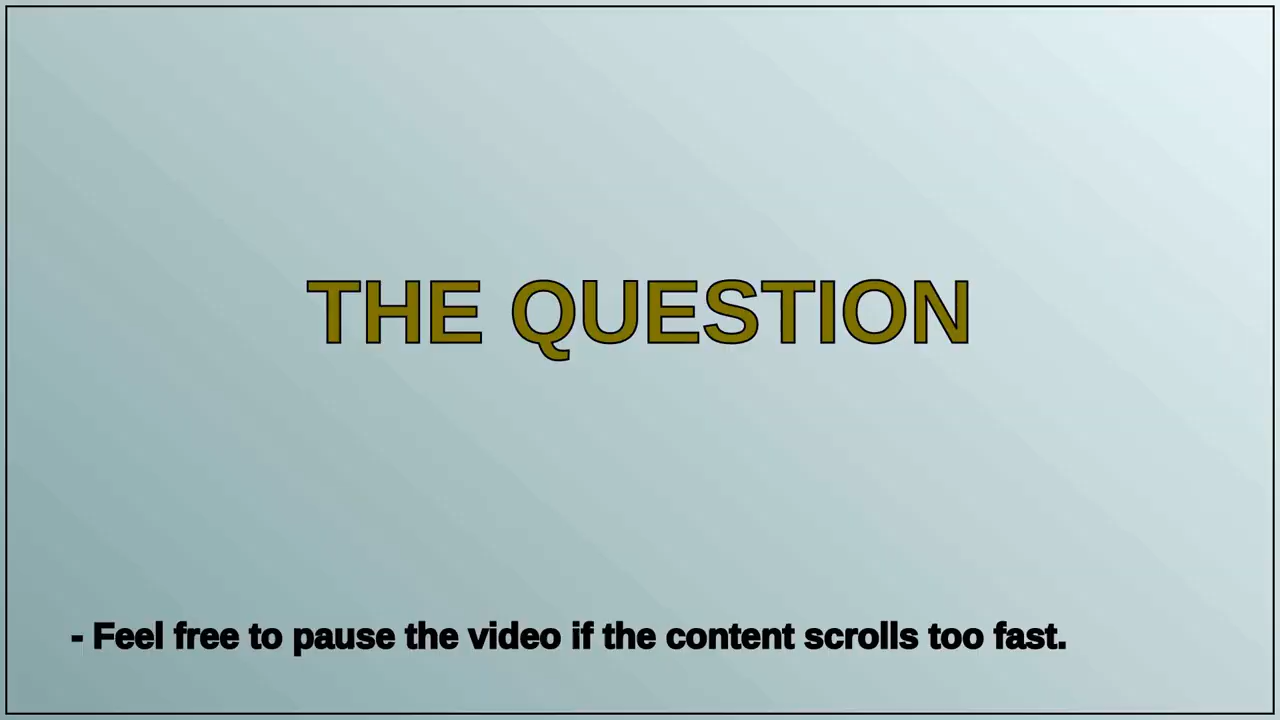 THE QUESTION
- Feel free to pause the video if the content scrolls too fast.